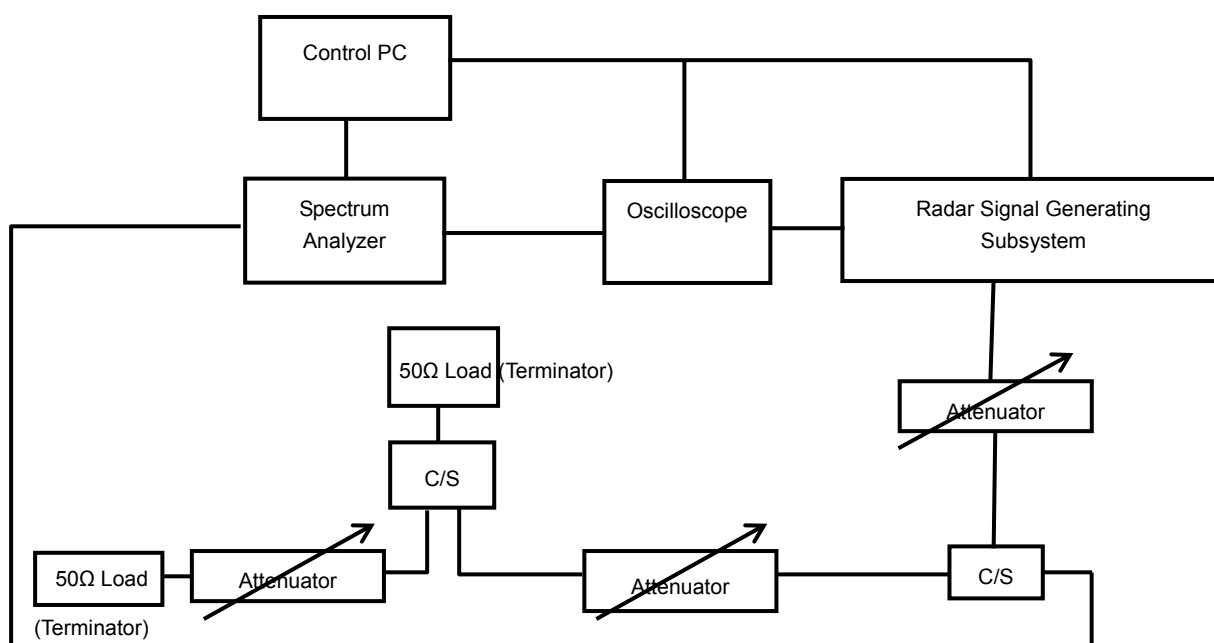 Control PC
Spectrum
Analyzer
Oscilloscope
Radar Signal Generating
Subsystem
50Ω Load (Terminator)
Attenuator
C/S
50Ω Load
(Terminator)
Attenuator
Attenuator
C/S